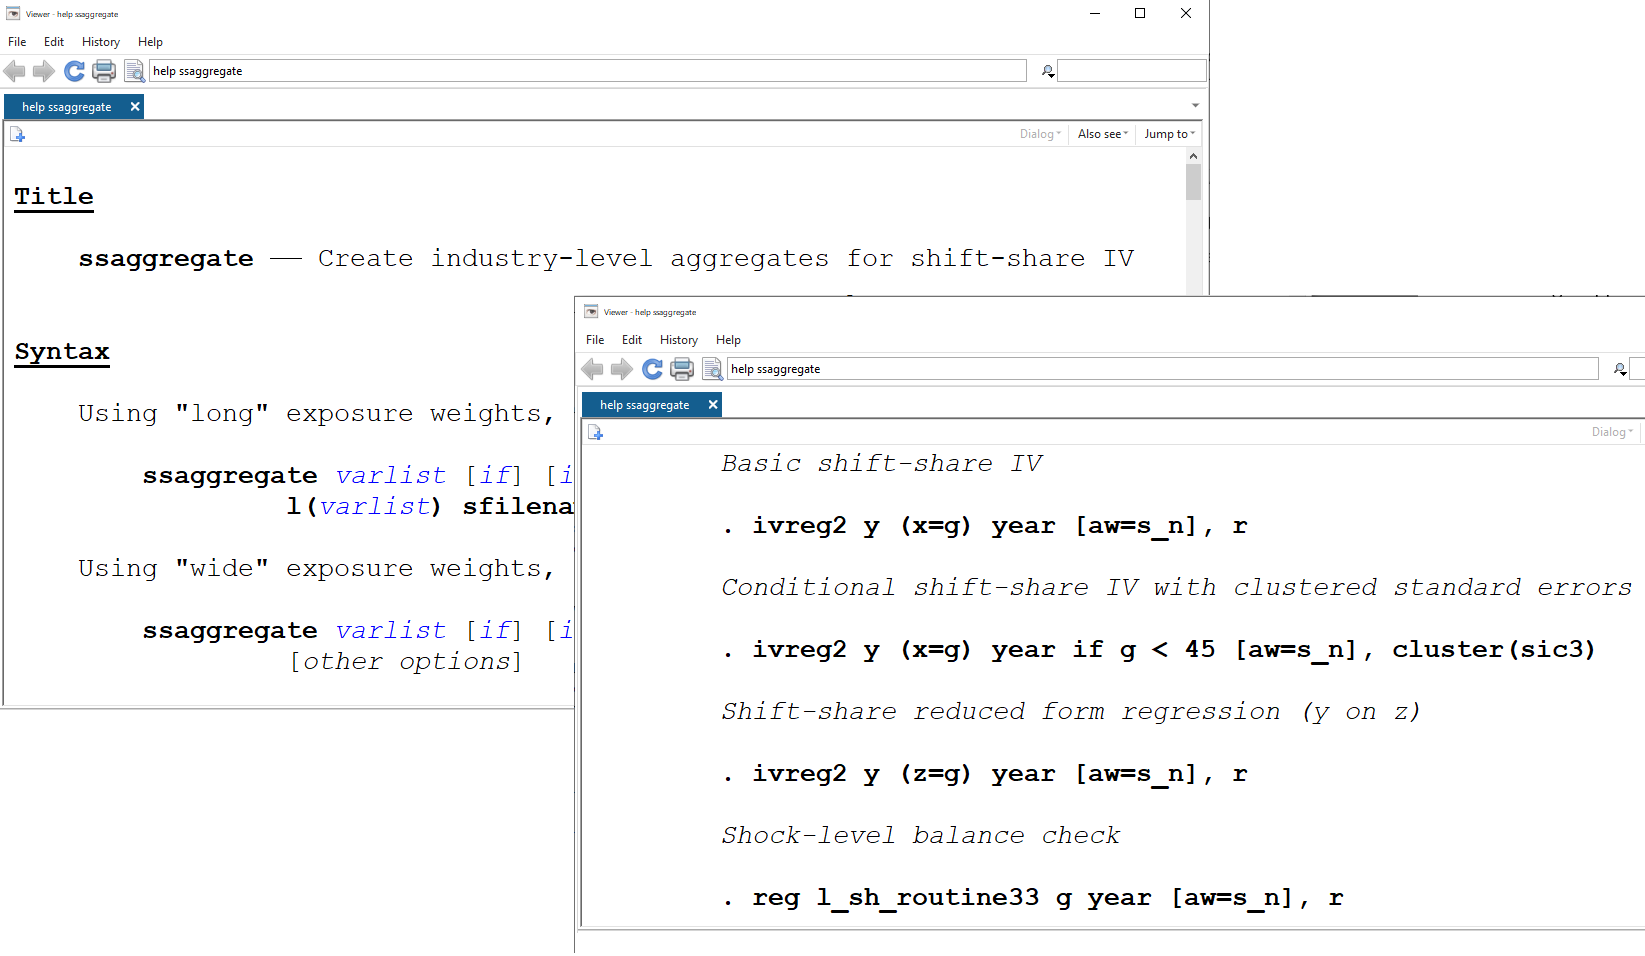 Viewer - help ssaggregate
File Edit History Help
help ssaggregate
help ssaggregate
Dialog Also see Jump to
Title
ssaggregate — Create industry-level aggregates for shift-share IV
Syntax
Using "long" exposure weights,
ssaggregate varlist [if] [i
l(varlist) sfilena
Using "wide" exposure weights,
ssaggregate varlist [if] [i
[other options]
Viewer - help ssaggregate
File Edit History Help
help ssaggregate
help ssaggregate
Dialog
Basic shift-share IV
. ivreg2 y (x=g) year [aw=s_n], r
Conditional shift-share IV with clustered standard errors
. ivreg2 y (x=g) year if g < 45 [aw=s_n], cluster(sic3)
Shift-share reduced form regression (y on z)
. ivreg2 y (z=g) year [aw=s_n], r
Shock-level balance check
. reg l_sh_routine33 g year [aw=s_n], r